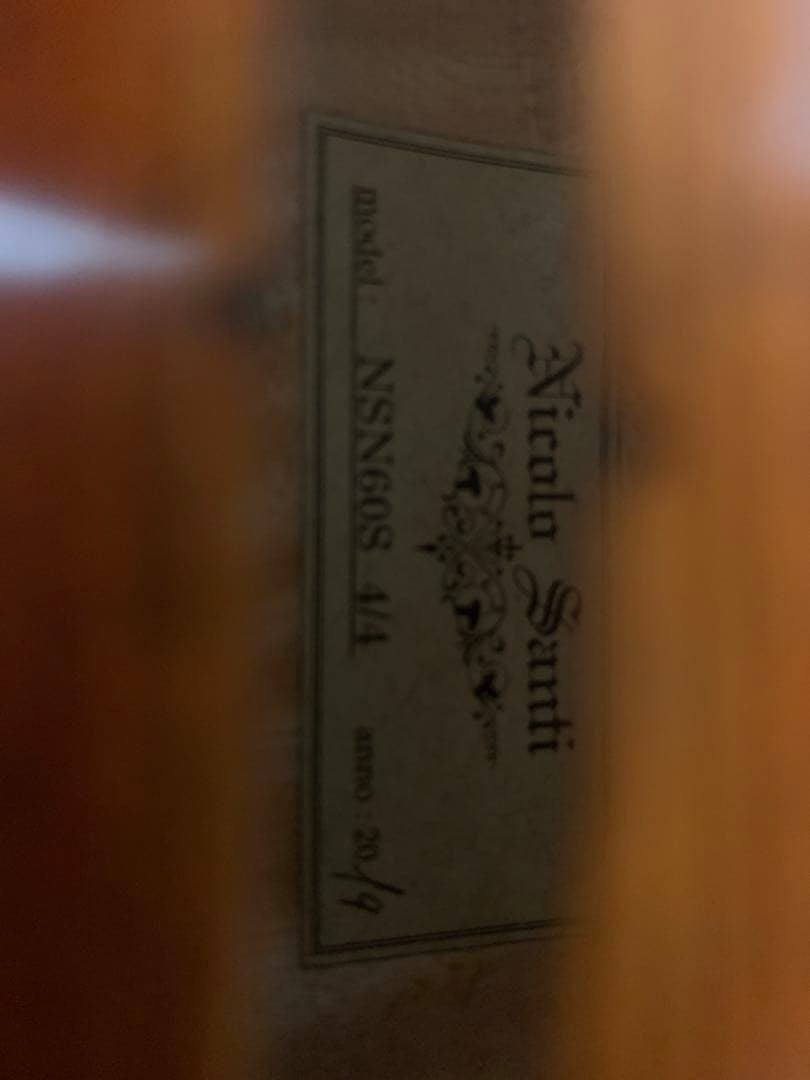 Nicolo Santi
model : NSN60S 4/4 anno : 2019